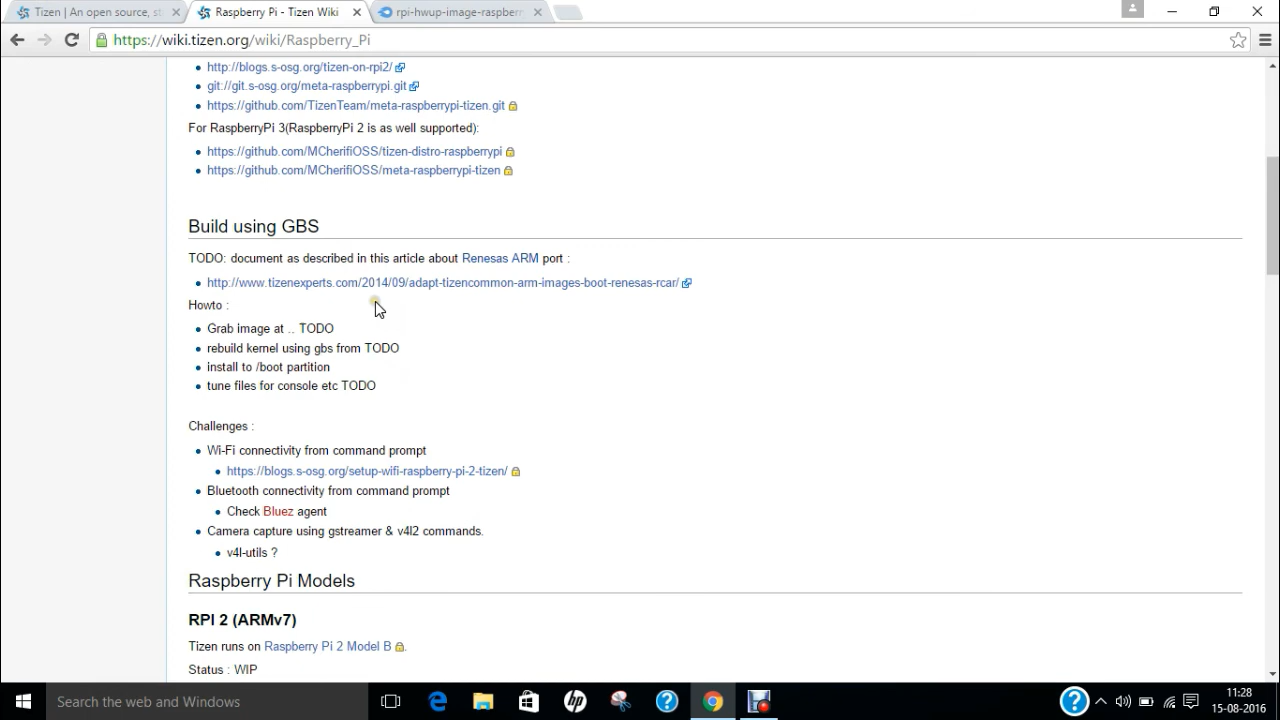 Tizen | An open source, st
Raspberry Pi - Tizen Wiki
rpi-hwup-image-raspber
https://wiki.tizen.org/wiki/Raspberry_Pi
http://blogs.s-osg.org/tizen-on-rpi2/
git://git.s-osg.org/meta-raspberrypi.git
https://github.com/TizenTeam/meta-raspberrypi-tizen.git
For RaspberryPi 3(RaspberryPi 2 is as well supported):
https://github.com/MCherifiOSS/tizen-distro-raspberrypi
https://github.com/MCherifiOSS/meta-raspberrypi-tizen
Build using GBS
TODO: document as described in this article about Renesas ARM port :
http://www.tizenexperts.com/2014/09/adapt-tizencommon-arm-images-boot-renesas-rcar/
Howto :
Grab image at .. TODO
rebuild kernel using gbs from TODO
install to /boot partition
tune files for console etc TODO
Challenges :
Wi-Fi connectivity from command prompt
https://blogs.s-osg.org/setup-wifi-raspberry-pi-2-tizen/
Bluetooth connectivity from command prompt
Check Bluez agent
Camera capture using gstreamer & v4l2 commands.
v4l-utils ?
Raspberry Pi Models
RPI 2 (ARMv7)
Tizen runs on Raspberry Pi 2 Model B.
Status : WIP
Search the web and Windows
11:28
15-08-2016